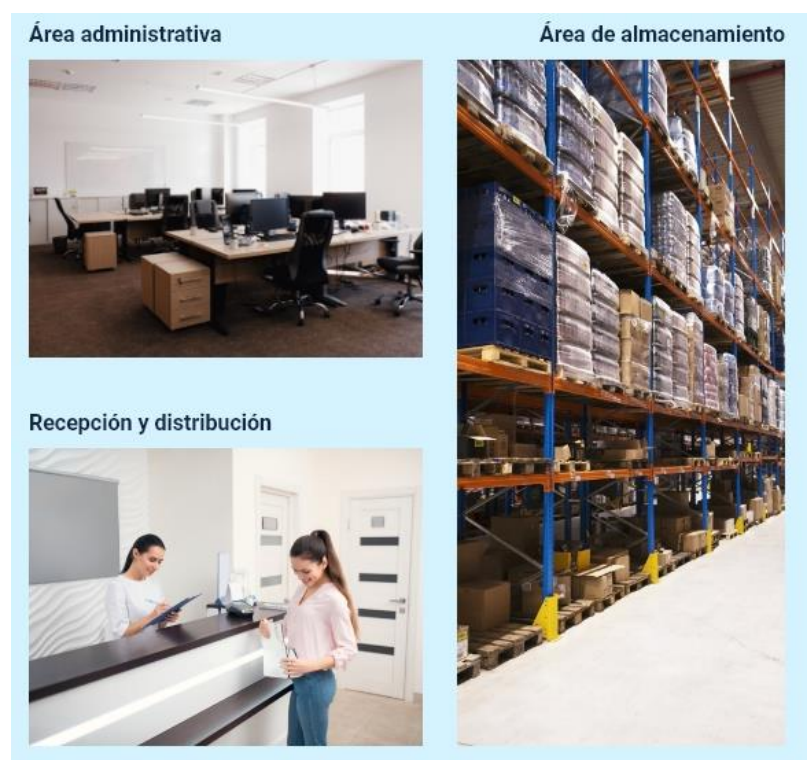 Área administrativa
Área de almacenamiento
Recepción y distribución